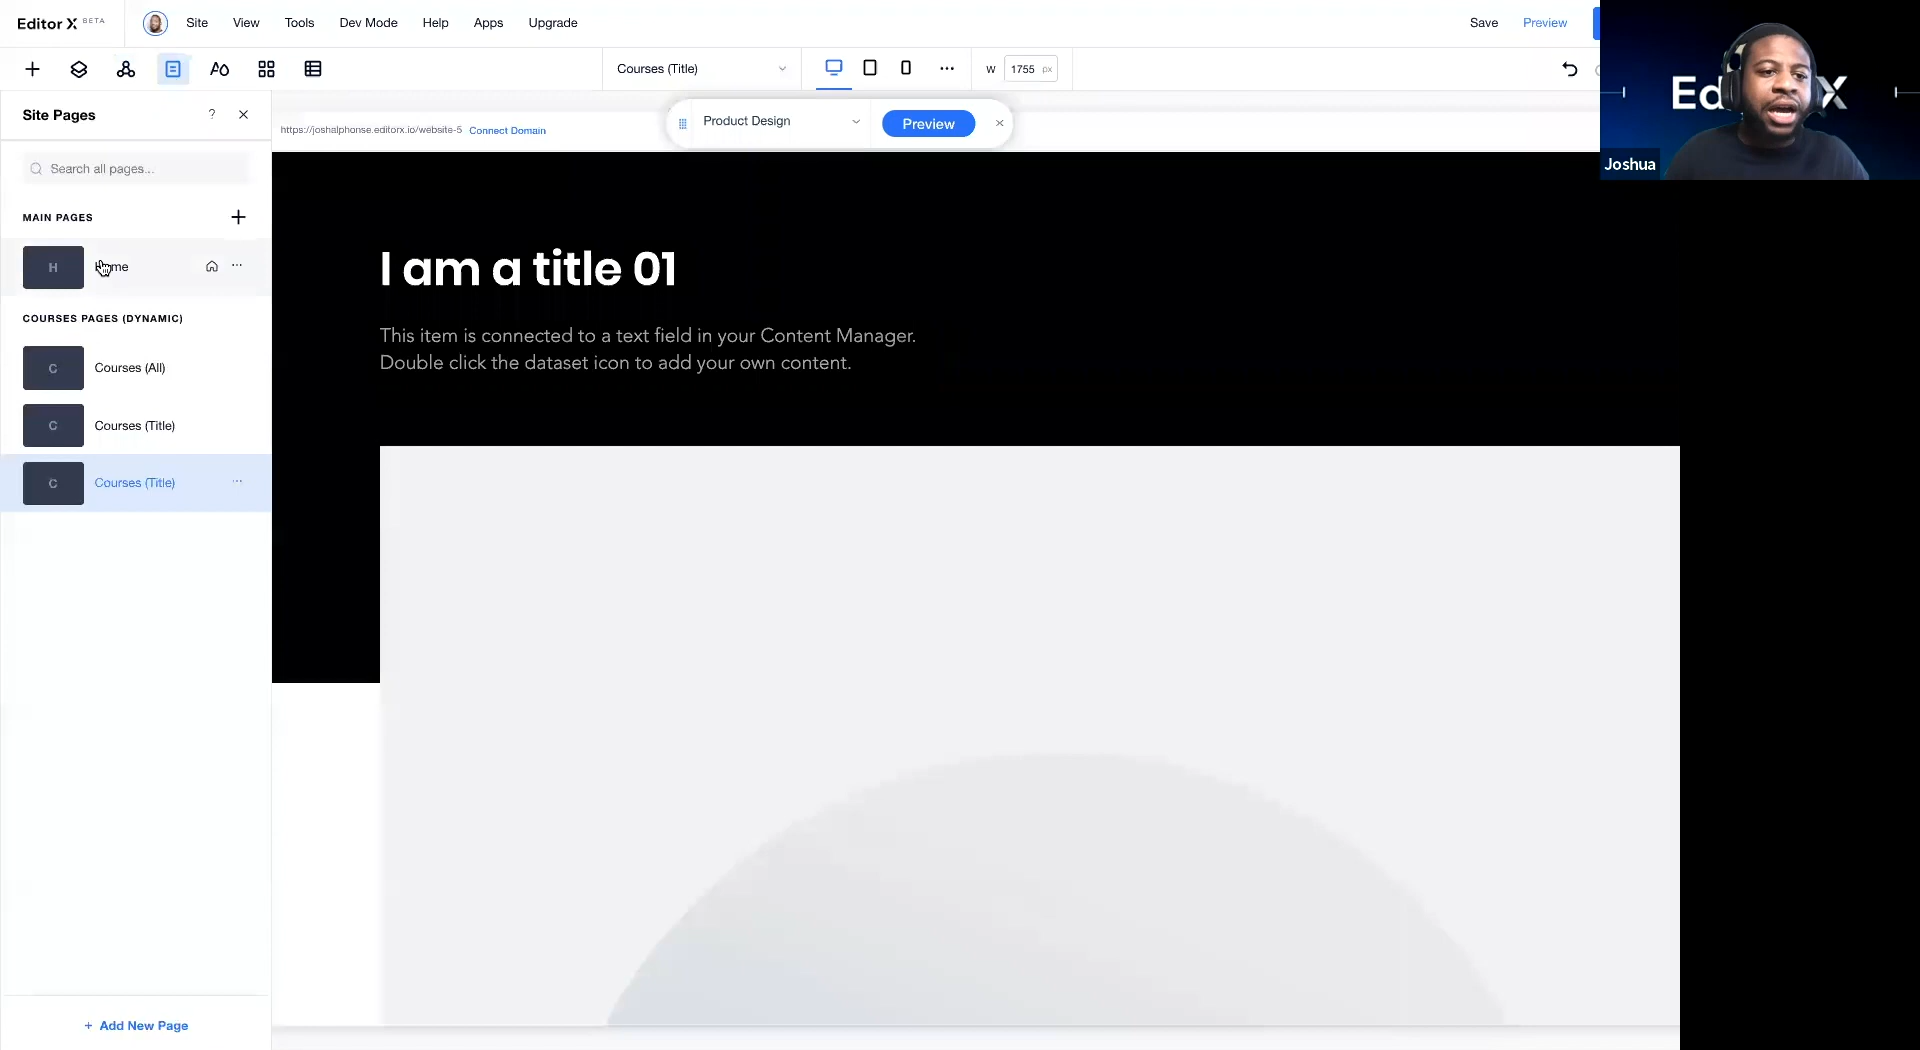 Editor X BETA
Site View Tools Dev Mode Help Apps Upgrade
Save Preview
Courses (Title)
W 1755 px
Site Pages ?
https://joshalphonse.editorx.io/website-5 Connect Domain
Product Design Preview
Joshua
Search all pages...
MAIN PAGES
H
COURSES PAGES (DYNAMIC)
C Courses (All)
C Courses (Title)
C Courses (Title)
+ Add New Page
I am a title 01
This item is connected to a text field in your Content Manager.
Double click the dataset icon to add your own content.